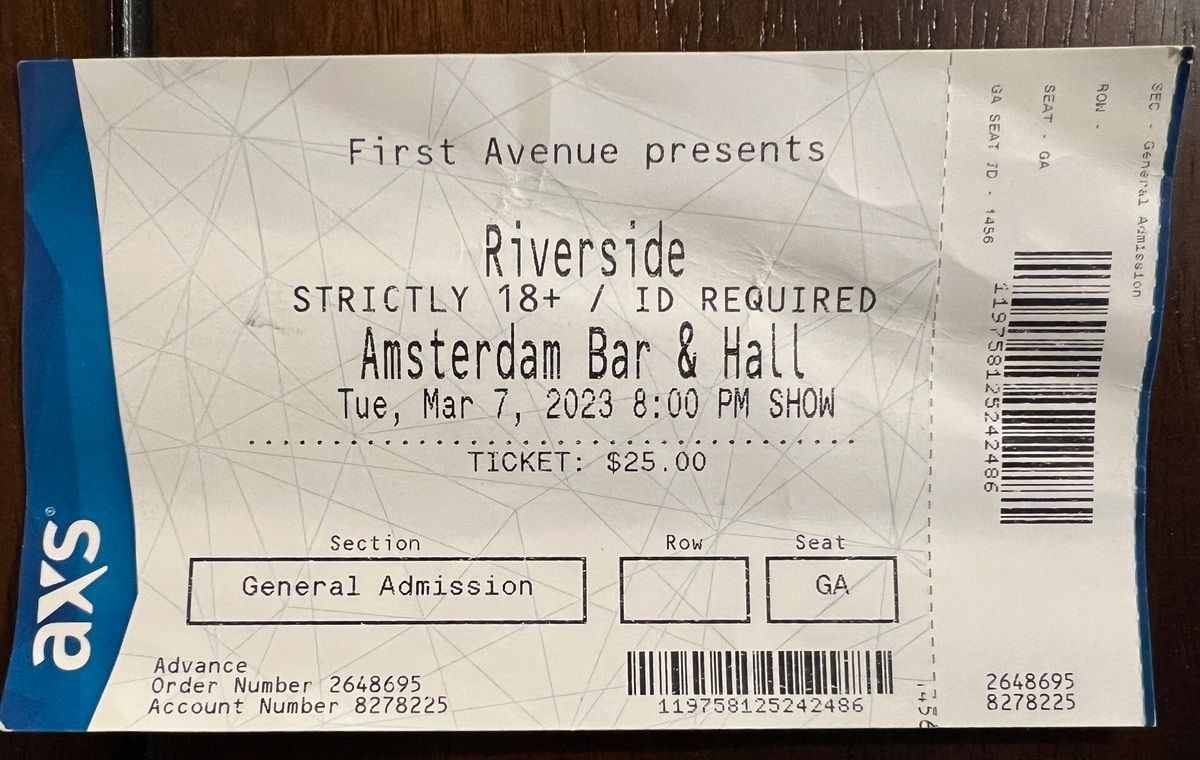 First Avenue presents
Riverside
STRICTLY 18+ / ID REQUIRED
Amsterdam Bar & Hall
Tue, Mar 7, 2023 8:00 PM SHOW
TICKET: $25.00
Section Row Seat
General Admission GA
Advance
Order Number 2648695
Account Number 8278225
119758125242486
axs®
1456
SEC - General Admission
ROW -
SEAT - GA
GA SEAT ID - 1456
119758125242486
2648695
8278225